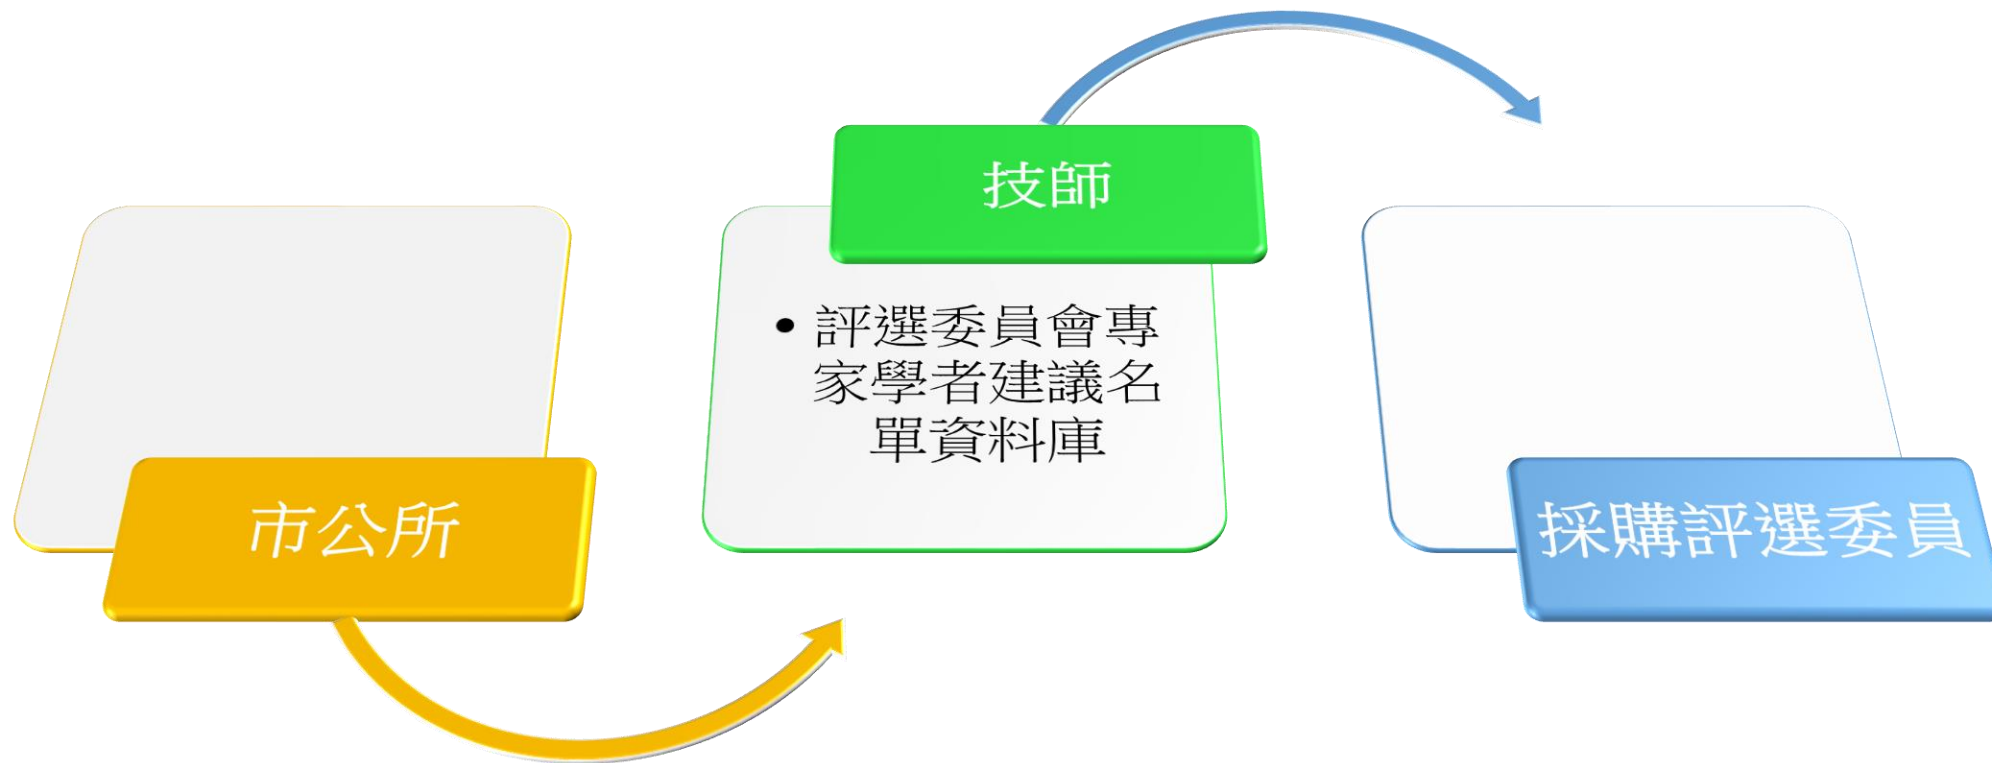 市公所
技師
• 評選委員會專
家學者建議名
單資料庫
採購評選委員